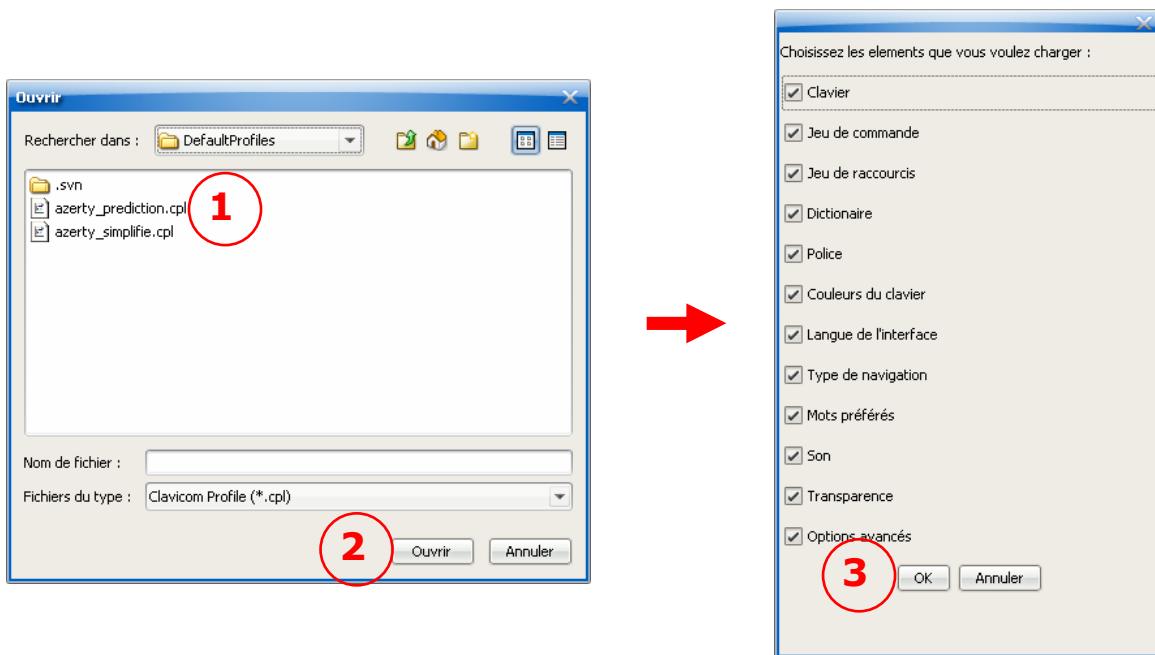 Ouvrir
Rechercher dans :
DefaultProfiles
.svn
azerty_prediction.cpl
1
azerty_simplifie.cpl
Nom de fichier :
Fichiers du type :
Clavicom Profile (*.cpl)
2
Ouvrir
Annuler
Choisissez les elements que vous voulez charger :
Clavier
Jeu de commande
Jeu de raccourcis
Dictionaire
Police
Couleurs du clavier
Langue de l'interface
Type de navigation
Mots préférés
Son
Transparence
Options avancés
3
OK
Annuler